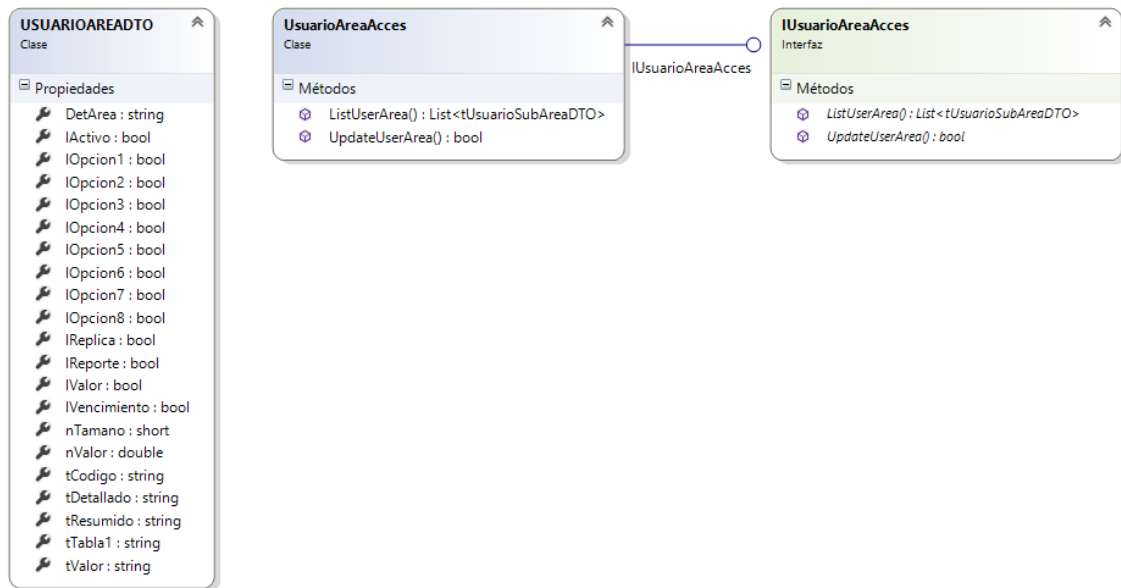 USUARIOAREADTO
Clase
Propiedades
DetArea : string
lActivo : bool
lOpcion1 : bool
lOpcion2 : bool
lOpcion3 : bool
lOpcion4 : bool
lOpcion5 : bool
lOpcion6 : bool
lOpcion7 : bool
lOpcion8 : bool
lReplica : bool
lReporte : bool
lValor : bool
lVencimiento : bool
nTamano : short
nValor : double
tCodigo : string
tDetallado : string
tResumido : string
tTabla1 : string
tValor : string
UsuarioAreaAcces
Clase
Métodos
ListUserArea() : List<tUsuarioSubAreaDTO>
UpdateUserArea() : bool
IUsuarioAreaAcces
IUsuarioAreaAcces
Interfaz
Métodos
ListUserArea() : List<tUsuarioSubAreaDTO>
UpdateUserArea() : bool